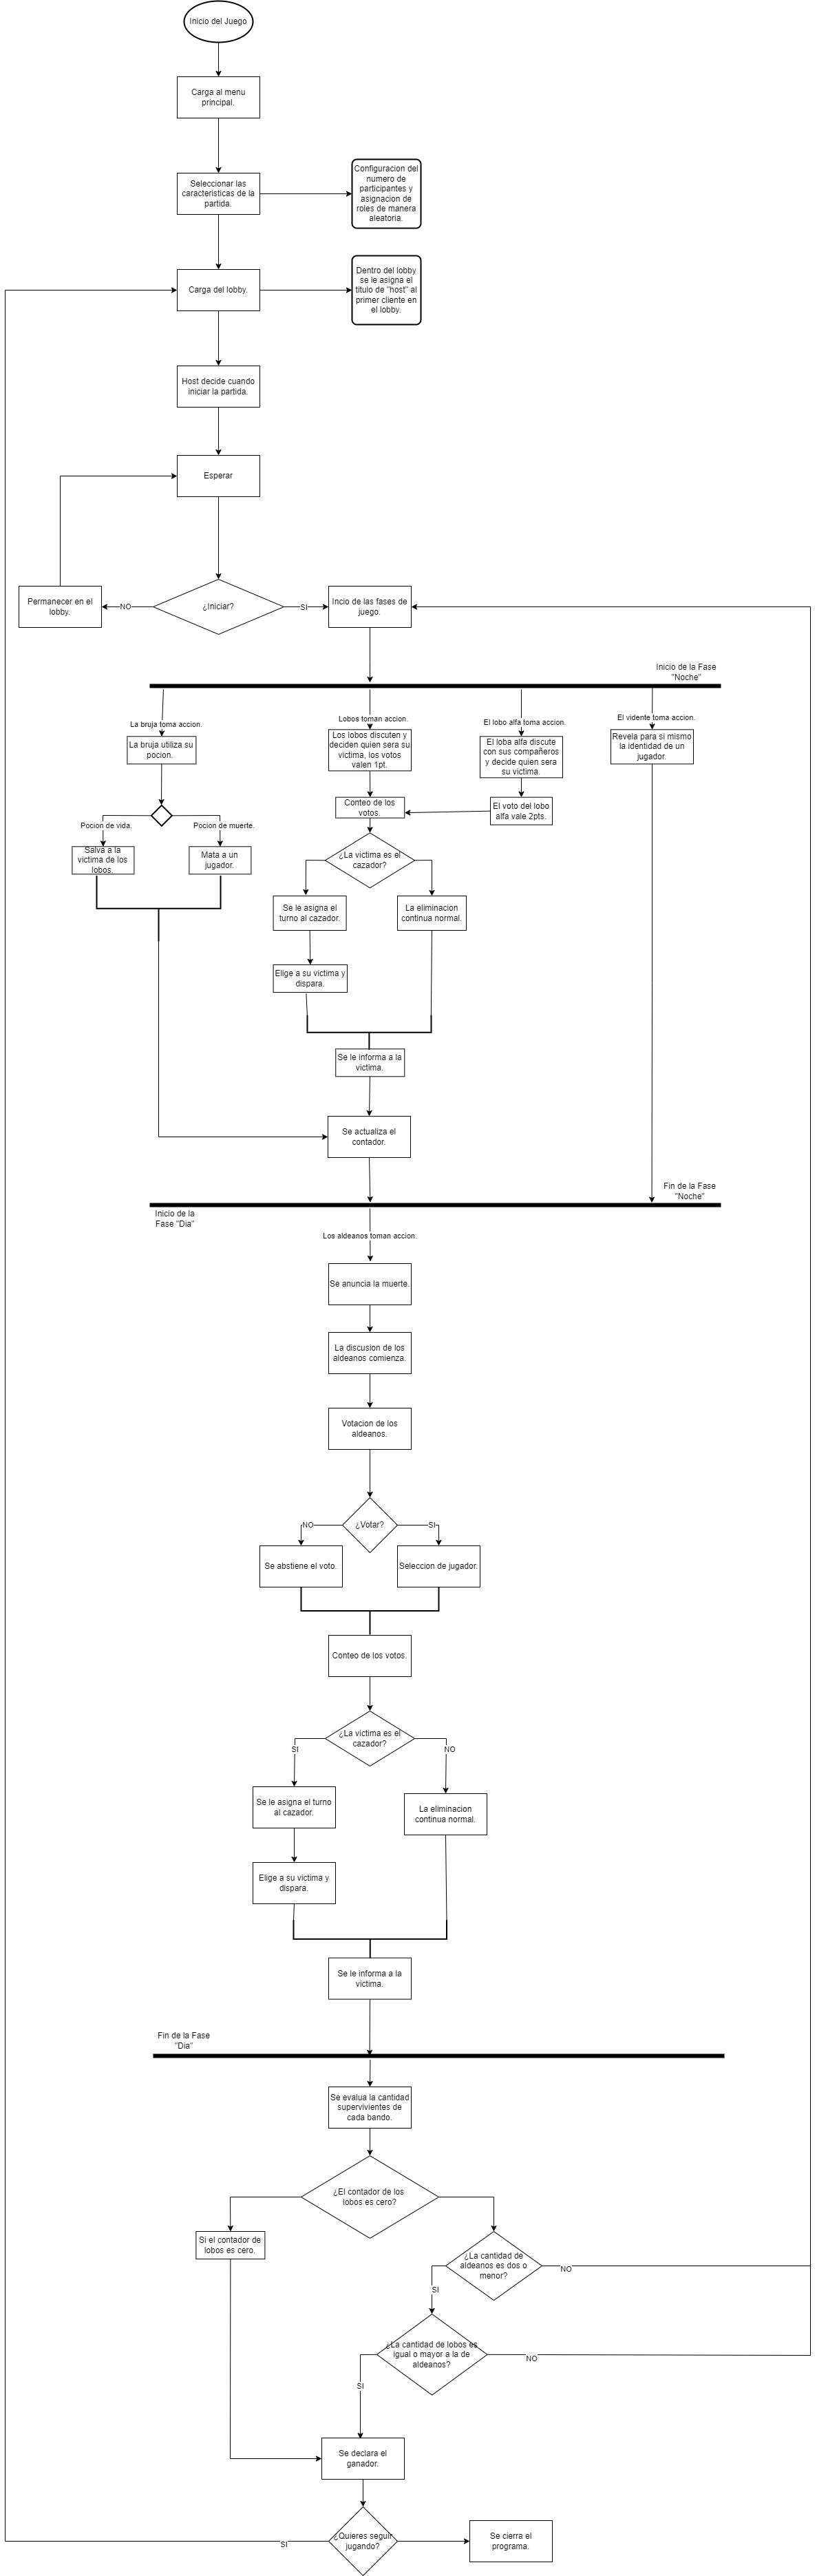 Inicio del Juego
Carga al menu
principal.
Seleccionar las
caracteristicas de la
partida.
Configuracion del
numero de
participantes y
asignacion de
roles de manera
aleatoria.
Carga del lobby.
Dentro del lobby
se le asigna el
titulo de "host" al
primer cliente en
el lobby.
Host decide cuando
iniciar la partida.
Esperar
Permanecer en el
lobby.
NO
¿Iniciar?
SI
Incio de las fases de
juego.
Inicio de la Fase
"Noche"
La bruja toma accion.
Lobos toman accion.
El lobo alfa toma accion.
El vidente toma accion.
La bruja utiliza su
pocion.
Los lobos discuten y
deciden quien sera su
victima, los votos
valen 1pt.
El loba alfa discute
con sus compañeros
y decide quien sera
su victima.
Revela para si mismo
la identidad de un
jugador.
Conteo de los
votos.
El voto del lobo
alfa vale 2pts.
Pocion de vida.
Pocion de muerte.
Salva a la
victima de los
lobos.
Mata a un
jugador.
¿La victima es el
cazador?
Se le asigna el
turno al cazador.
La eliminacion
continua normal.
Elige a su victima y
dispara.
Se le informa a la
victima.
Se actualiza el
contador.
Fin de la Fase
"Noche"
Inicio de la
Fase "Dia"
Los aldeanos toman accion.
Se anuncia la muerte.
La discusion de los
aldeanos comienza.
Votacion de los
aldeanos.
NO
¿Votar?
SI
Se abstiene el voto.
Seleccion de jugador.
Conteo de los votos.
¿La victima es el
cazador?
SI
NO
Se le asigna el turno
al cazador.
La eliminacion
continua normal.
Elige a su victima y
dispara.
Se le informa a la
victima.
Fin de la Fase
"Dia"
Se evalua la cantidad
supervivientes de
cada bando.
¿El contador de los
lobos es cero?
Si el contador de
lobos es cero.
¿La cantidad de
aldeanos es dos o
menor?
NO
SI
¿La cantidad de lobos es
igual o mayor a la de
aldeanos?
NO
SI
Se declara el
ganador.
¿Quieres seguir
jugando?
SI
Se cierra el
programa.